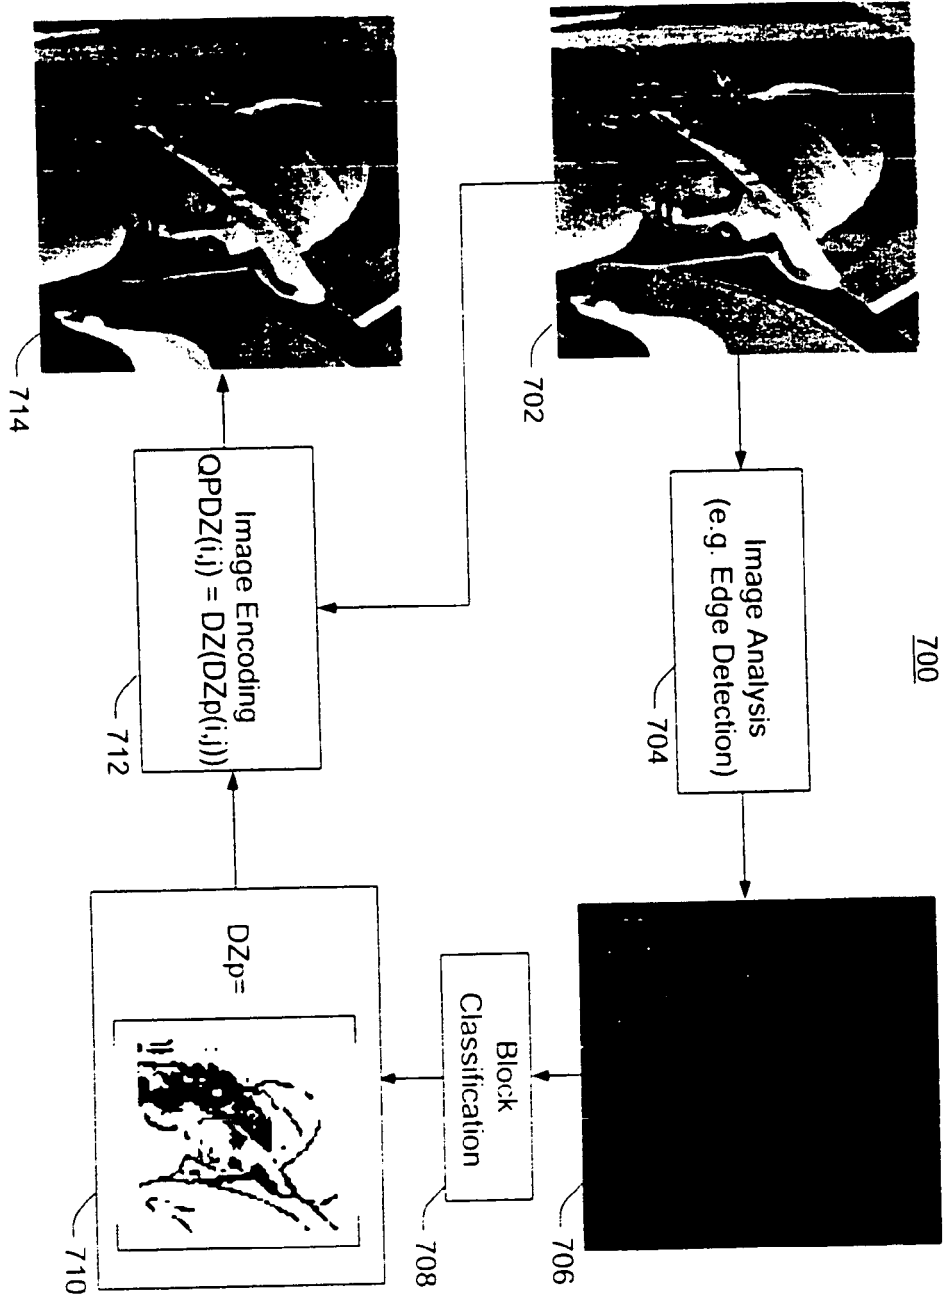 700
702
Image Analysis
(e.g. Edge Detection)
704
706
Block
Classification
708
DZp=
710
Image Encoding
QPDZ(i,j) = DZ(DZp(i,j))
712
714